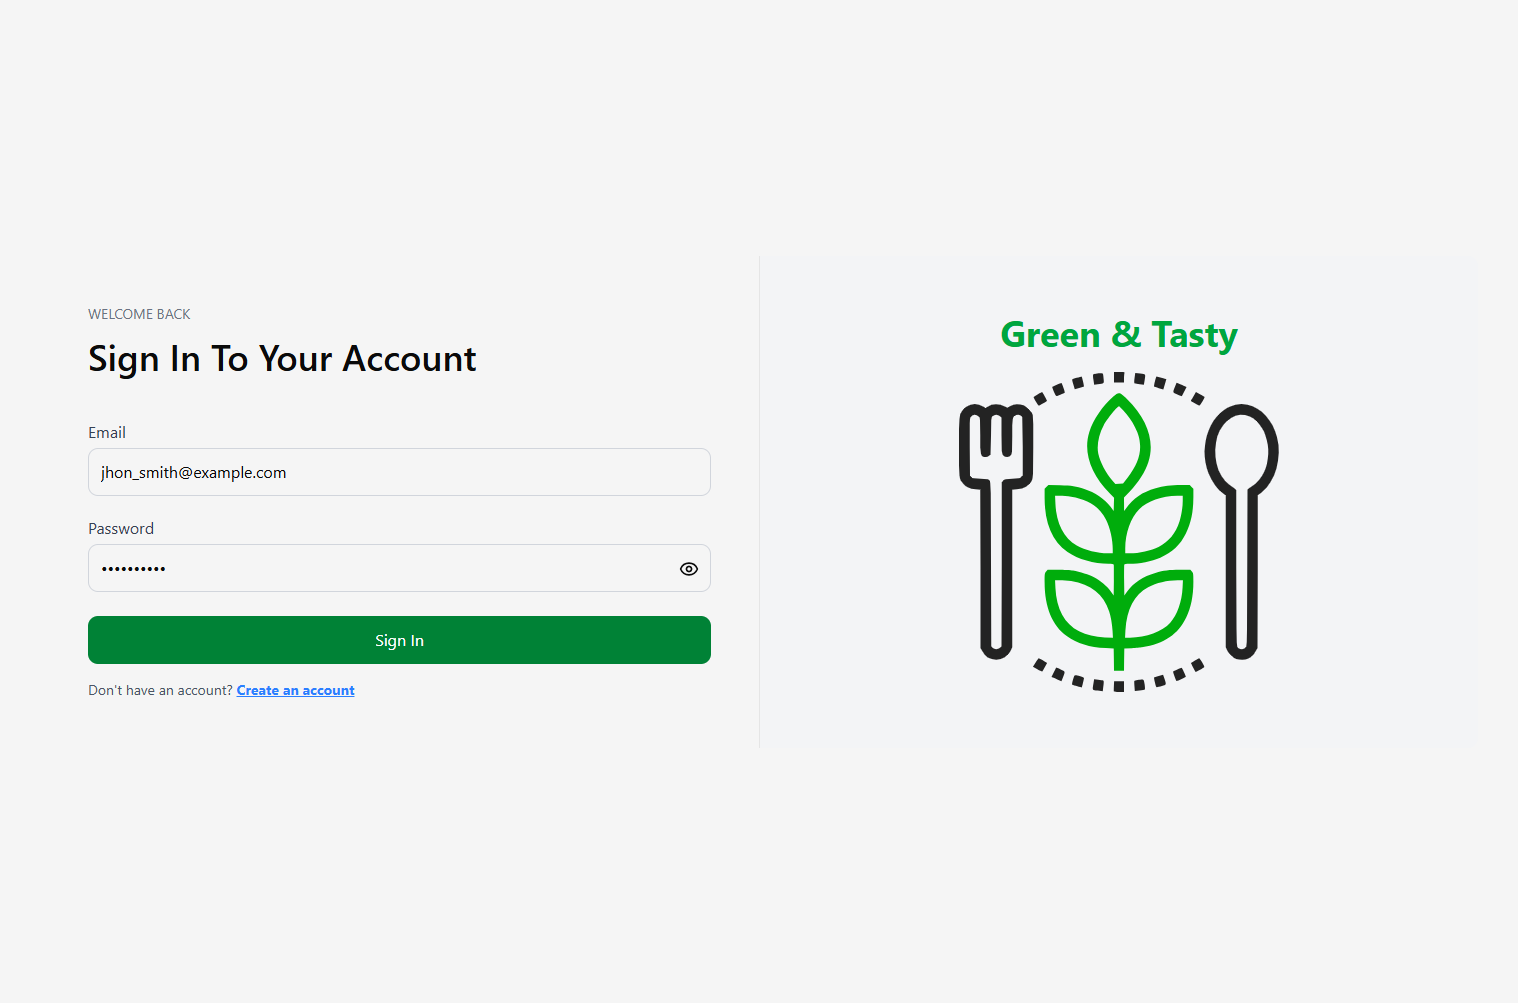 WELCOME BACK
Sign In To Your Account
Email
jhon_smith@example.com
Password
••••••••••
Sign In
Don't have an account? Create an account
Green & Tasty